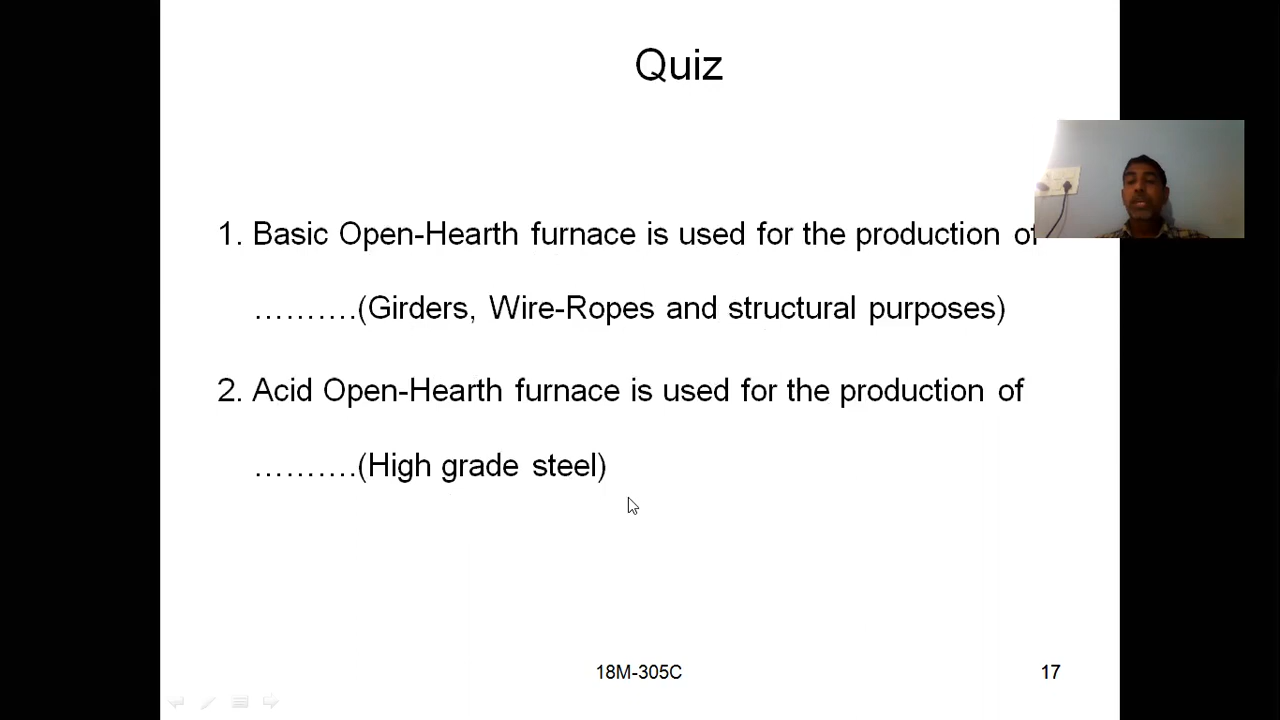 Quiz
1. Basic Open-Hearth furnace is used for the production of
……….(Girders, Wire-Ropes and structural purposes)
2. Acid Open-Hearth furnace is used for the production of
……….(High grade steel)
18M-305C
17